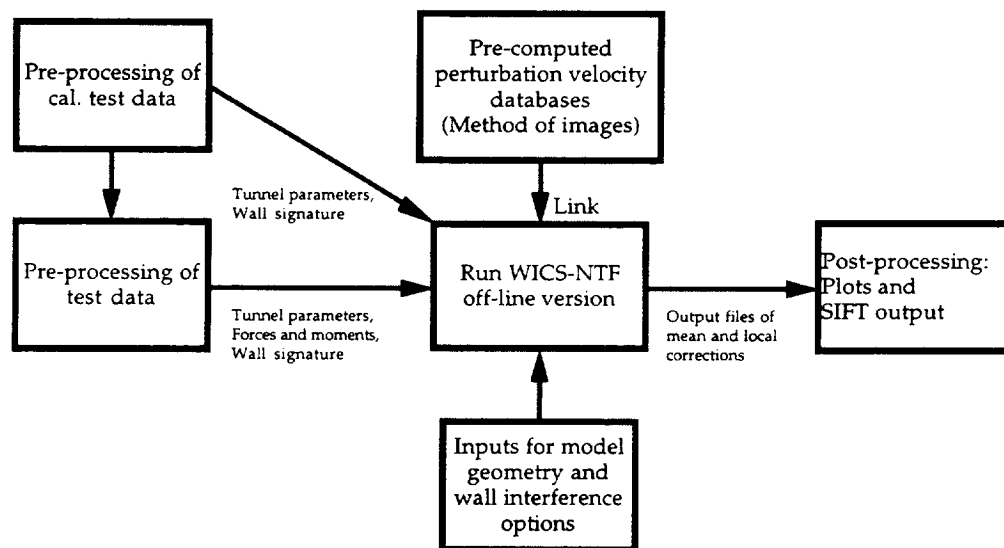 Pre-processing of
cal. test data
Pre-computed
perturbation velocity
databases
(Method of images)
Tunnel parameters,
Wall signature
Link
Pre-processing of
test data
Run WICS-NTF
off-line version
Post-processing:
Plots and
SIFT output
Tunnel parameters,
Forces and moments,
Wall signature
Output files of
mean and local
corrections
Inputs for model
geometry and
wall interference
options